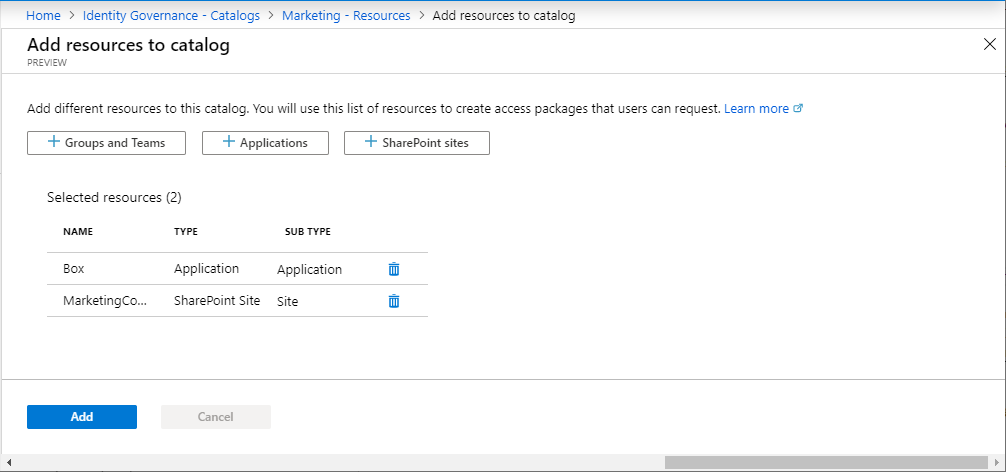 Home > Identity Governance - Catalogs > Marketing - Resources > Add resources to catalog
Add resources to catalog
PREVIEW
Add different resources to this catalog. You will use this list of resources to create access packages that users can request. Learn more
+ Groups and Teams + Applications + SharePoint sites
Selected resources (2)
NAME TYPE SUB TYPE
Box Application Application
MarketingCo... SharePoint Site Site
Add Cancel